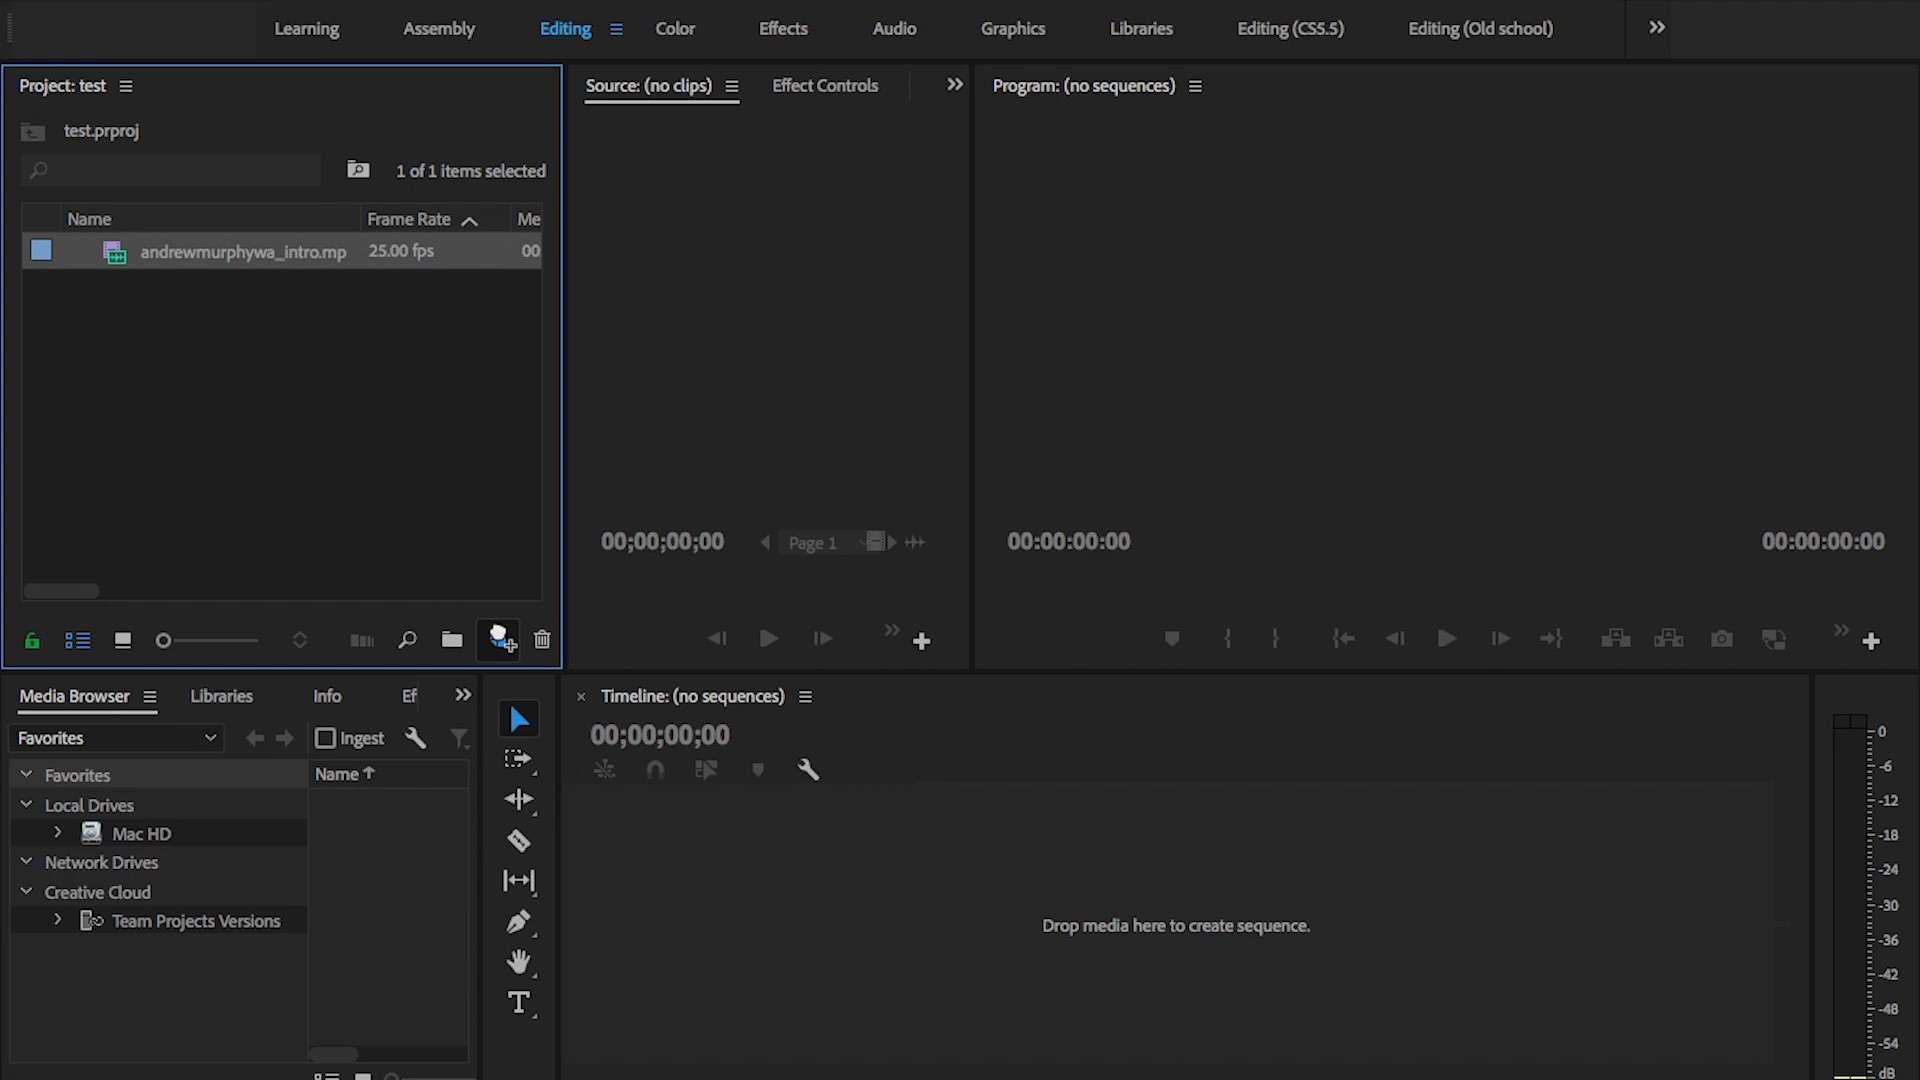 Learning Assembly Editing Color Effects Audio Graphics Libraries Editing (CS5.5) Editing (Old school)
Project: test
test.prproj
1 of 1 items selected
Name Frame Rate Me
andrewmurphywa_intro.mp 25.00 fps 00:
Source: (no clips) Effect Controls
00;00;00;00
Page 1
Program: (no sequences)
00:00:00:00
00:00:00:00
Media Browser Libraries Info Ef
Favorites
Ingest
Favorites
Local Drives
Mac HD
Network Drives
Creative Cloud
Team Projects Versions
Name
T
Timeline: (no sequences)
00;00;00;00
Drop media here to create sequence.
0
-6
-12
-18
-24
-30
-36
-42
-48
-54
dB